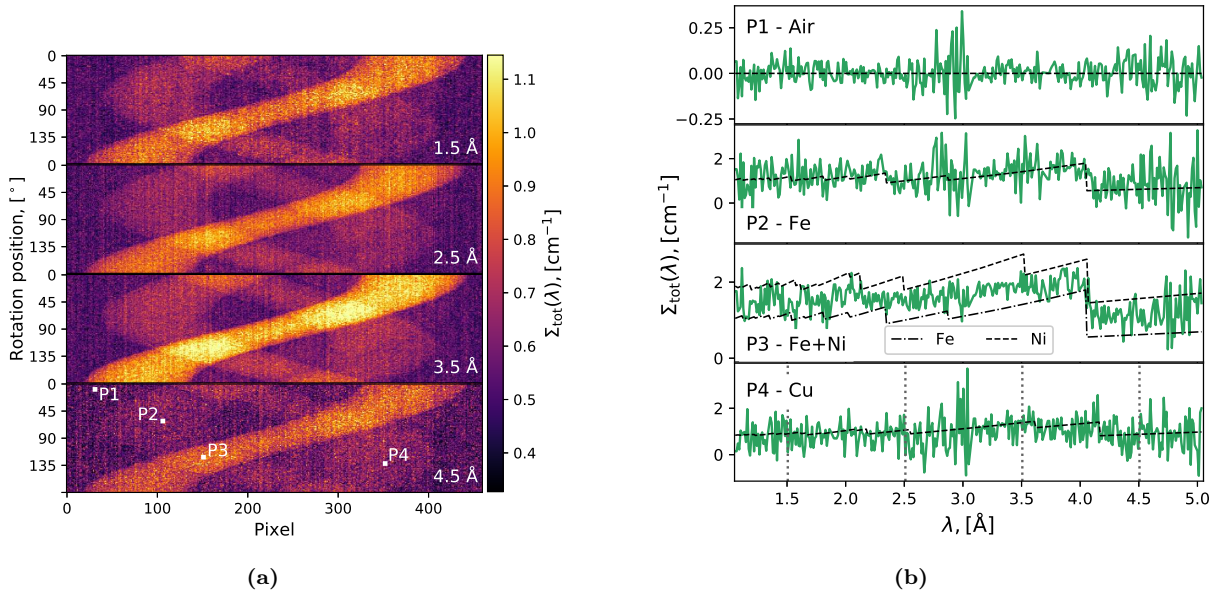 0
45
90
135
1.5 Å
0
45
90
135
2.5 Å
0
45
90
135
3.5 Å
0
45
90
135
4.5 Å
P1
P2
P3
P4
Rotation position, [°]
0
100
200
300
400
Pixel
1.1
1.0
0.9
0.8
0.7
0.6
0.5
0.4
Σtot(λ), [cm⁻¹]
(a)
P1 - Air
0.25
0.00
−0.25
P2 - Fe
2
0
P3 - Fe+Ni
2
0
Fe
Ni
P4 - Cu
2
0
Σtot(λ), [cm⁻¹]
1.5
2.0
2.5
3.0
3.5
4.0
4.5
5.0
λ, [Å]
(b)